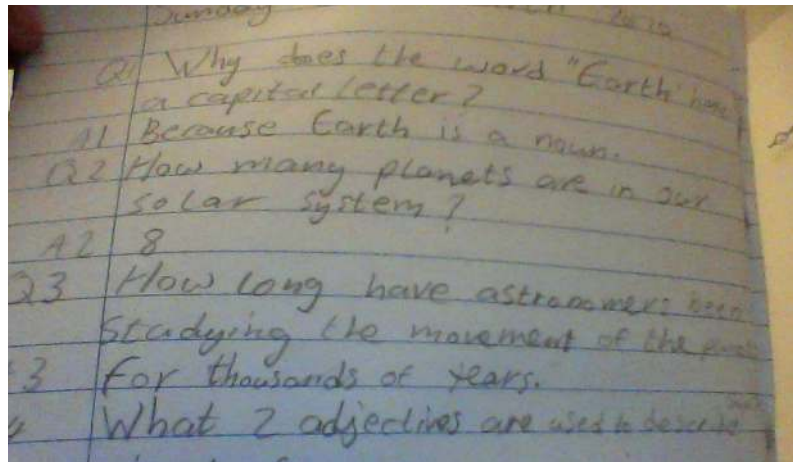 Sunday
Q1 Why does the word "Earth" have
a capital letter?
A1 Because Earth is a noun.
Q2 How many planets are in our
solar system?
A2 8
Q3 How long have astronomers been
studying the movement of the
3 For thousands of years.
What 2 adjectives are used to describe